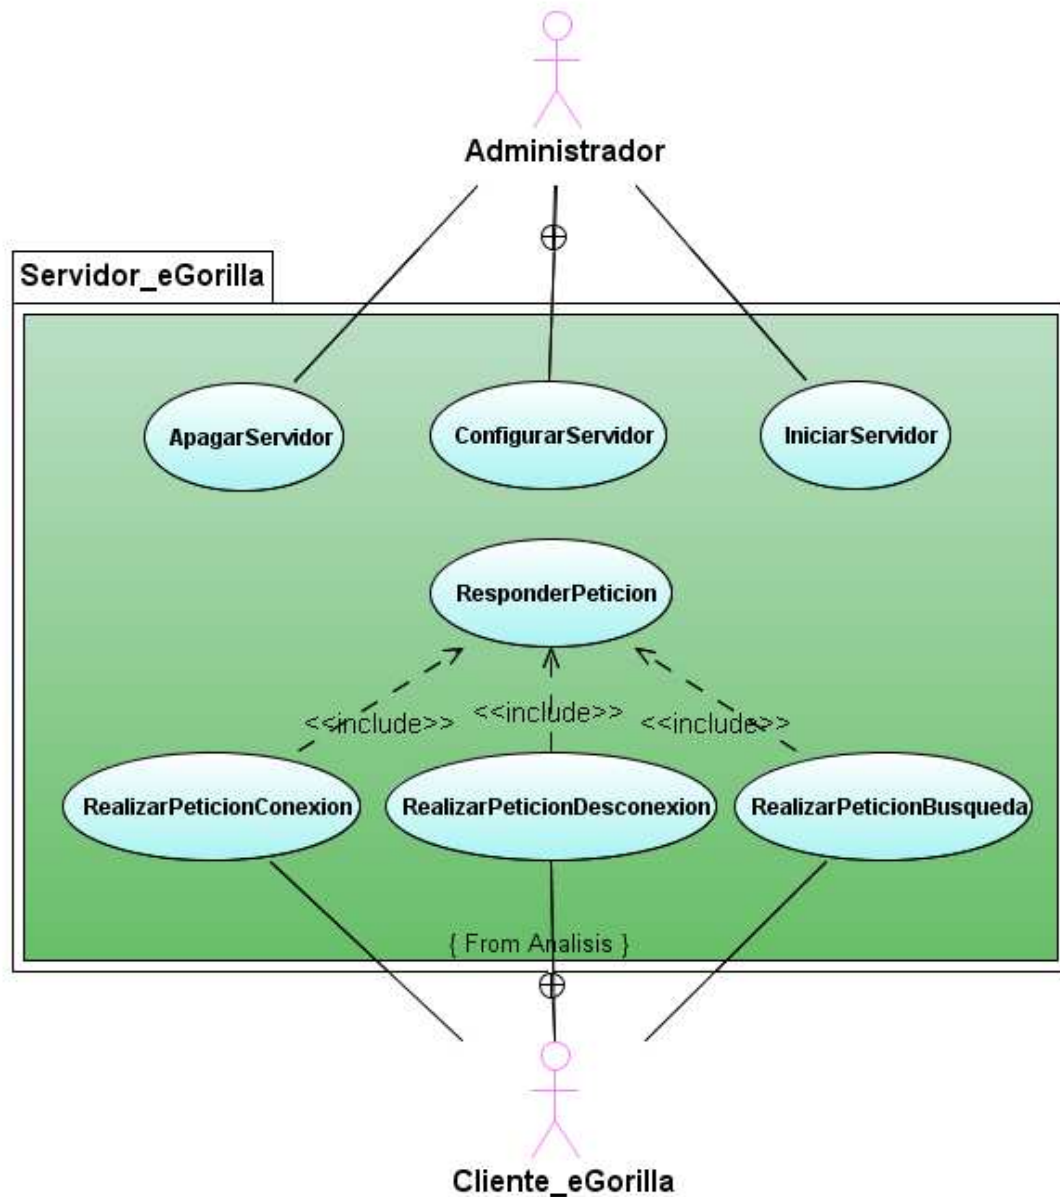 Administrador
Servidor_eGorilla
ApagarServidor
ConfigurarServidor
IniciarServidor
ResponderPeticion
<<include>>
<<include>>
<<include>>
RealizarPeticionConexion
RealizarPeticionDesconexion
RealizarPeticionBusqueda
{ From Analisis }
Cliente_eGorilla